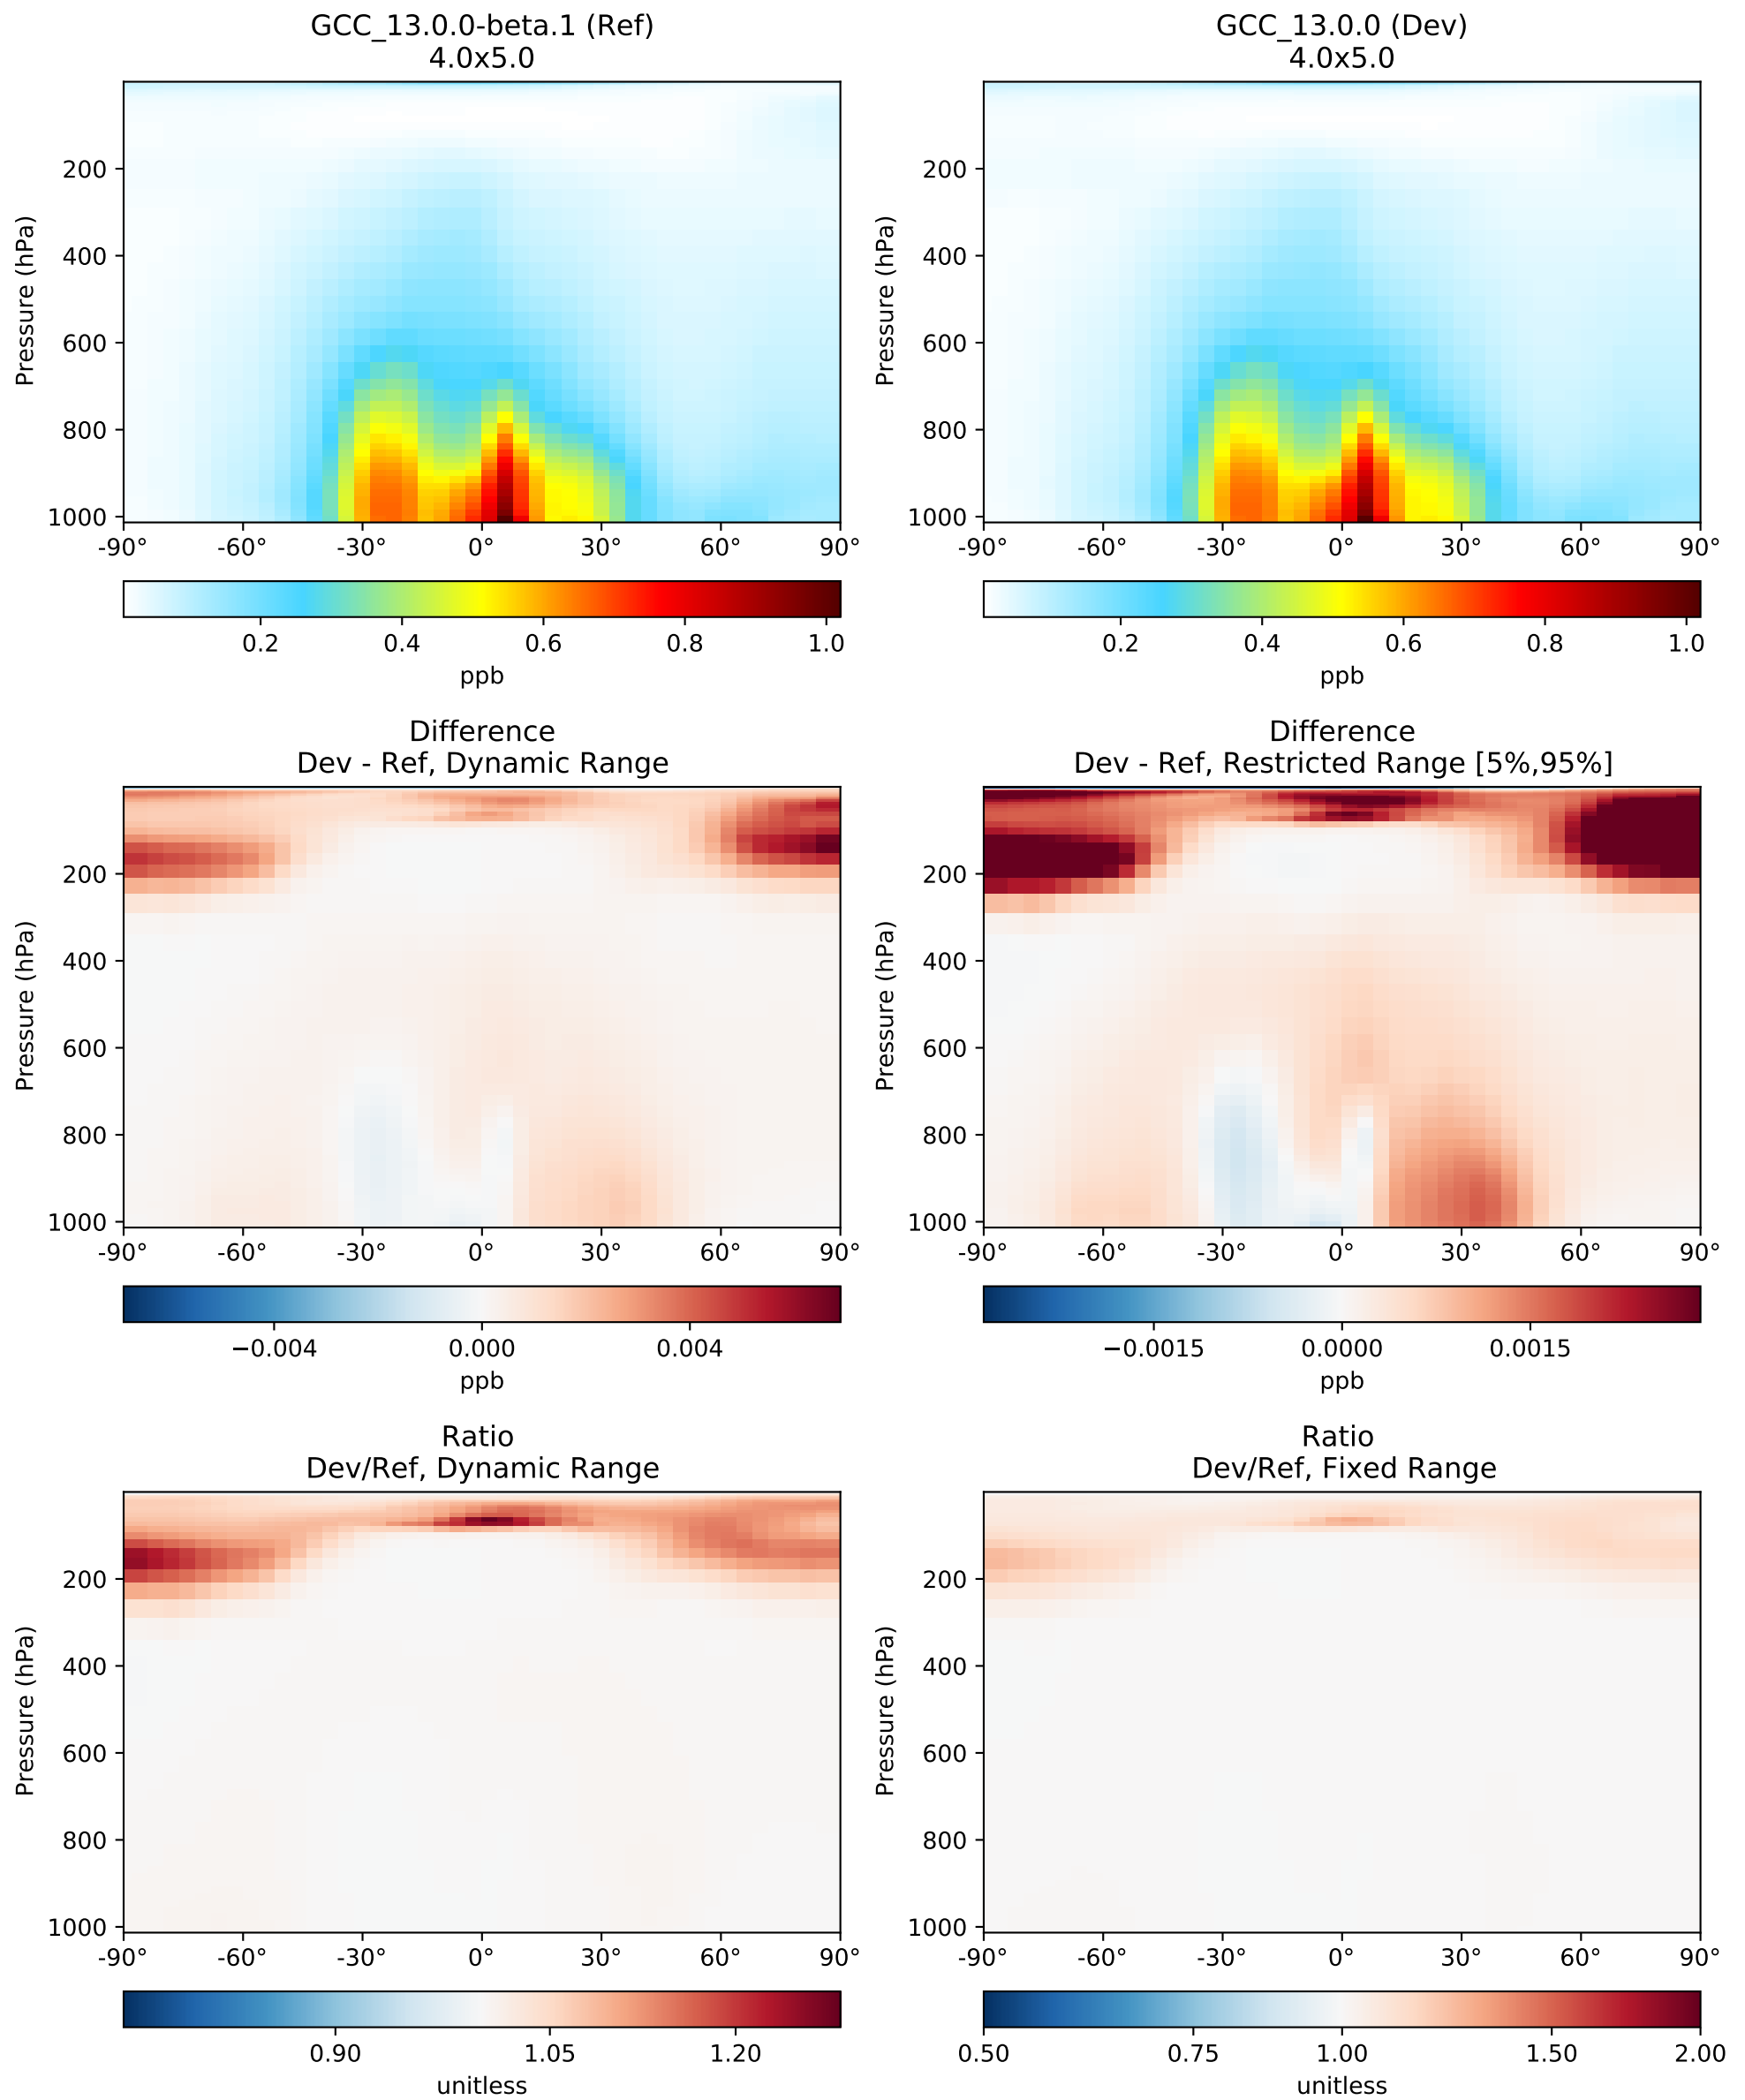 GCC_13.0.0-beta.1 (Ref)
4.0x5.0
Pressure (hPa)
200
400
600
800
1000
-90° -60° -30° 0° 30° 60° 90°
0.2 0.4 0.6 0.8 1.0
ppb
GCC_13.0.0 (Dev)
4.0x5.0
Pressure (hPa)
200
400
600
800
1000
-90° -60° -30° 0° 30° 60° 90°
0.2 0.4 0.6 0.8 1.0
ppb
Difference
Dev - Ref, Dynamic Range
Pressure (hPa)
200
400
600
800
1000
-90° -60° -30° 0° 30° 60° 90°
−0.004 0.000 0.004
ppb
Difference
Dev - Ref, Restricted Range [5%,95%]
Pressure (hPa)
200
400
600
800
1000
-90° -60° -30° 0° 30° 60° 90°
−0.0015 0.0000 0.0015
ppb
Ratio
Dev/Ref, Dynamic Range
Pressure (hPa)
200
400
600
800
1000
-90° -60° -30° 0° 30° 60° 90°
0.90 1.05 1.20
unitless
Ratio
Dev/Ref, Fixed Range
Pressure (hPa)
200
400
600
800
1000
-90° -60° -30° 0° 30° 60° 90°
0.50 0.75 1.00 1.50 2.00
unitless